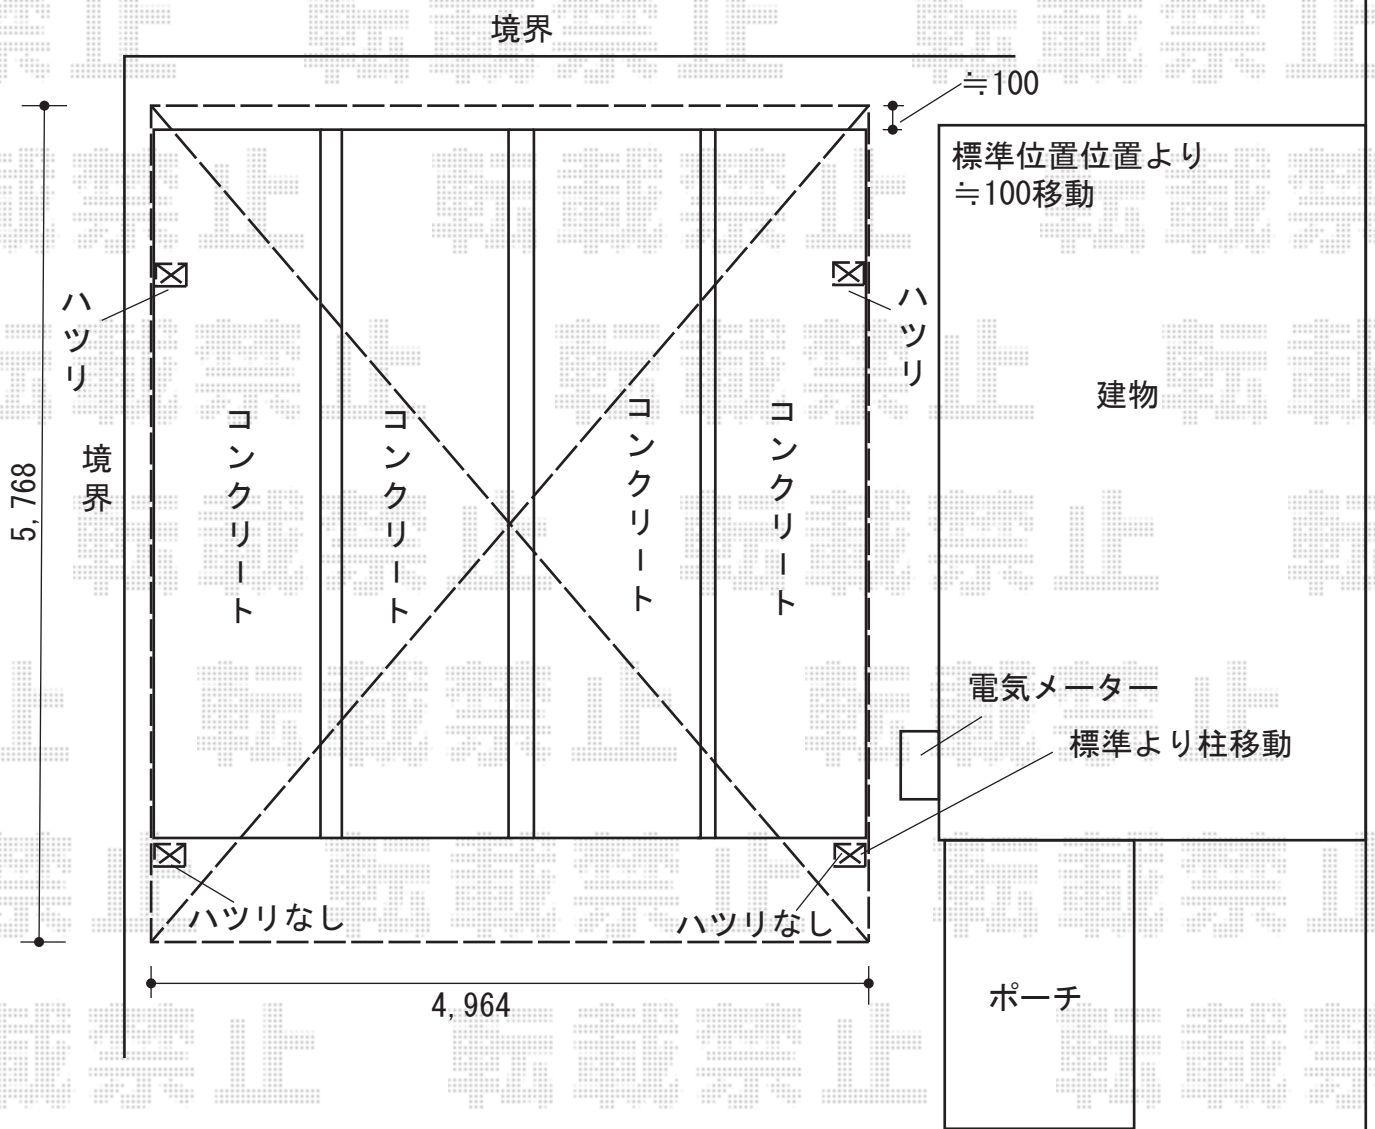 境界
≒100
標準位置位置より
≒100移動
ハツリ
ハツリ
建物
コンクリート
コンクリート
コンクリート
コンクリート
境界
5,768
電気メーター
標準より柱移動
ハツリなし
ハツリなし
4,964
ポーチ
転載禁止